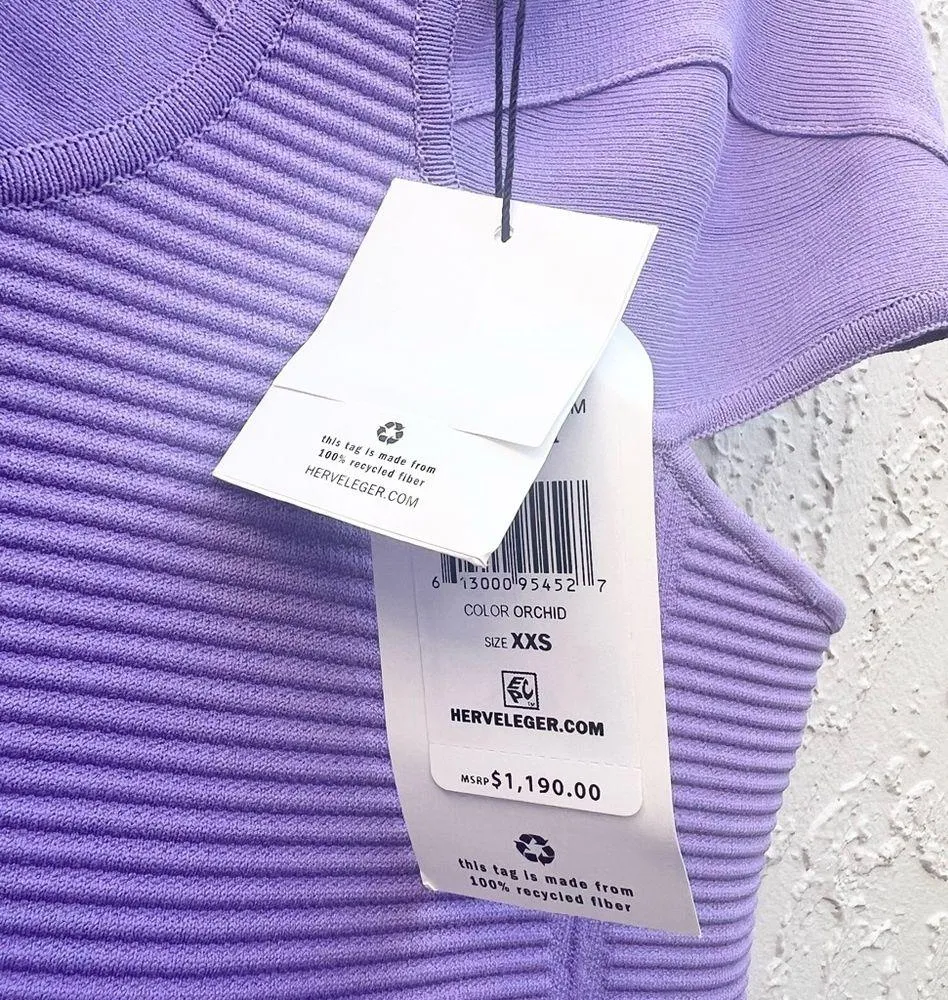 this tag is made from
100% recycled fiber
HERVELEGER.COM
M
6 13000 95452 7
COLOR ORCHID
SIZE XXS
HERVELEGER.COM
MSRP $1,190.00
this tag is made from
100% recycled fiber